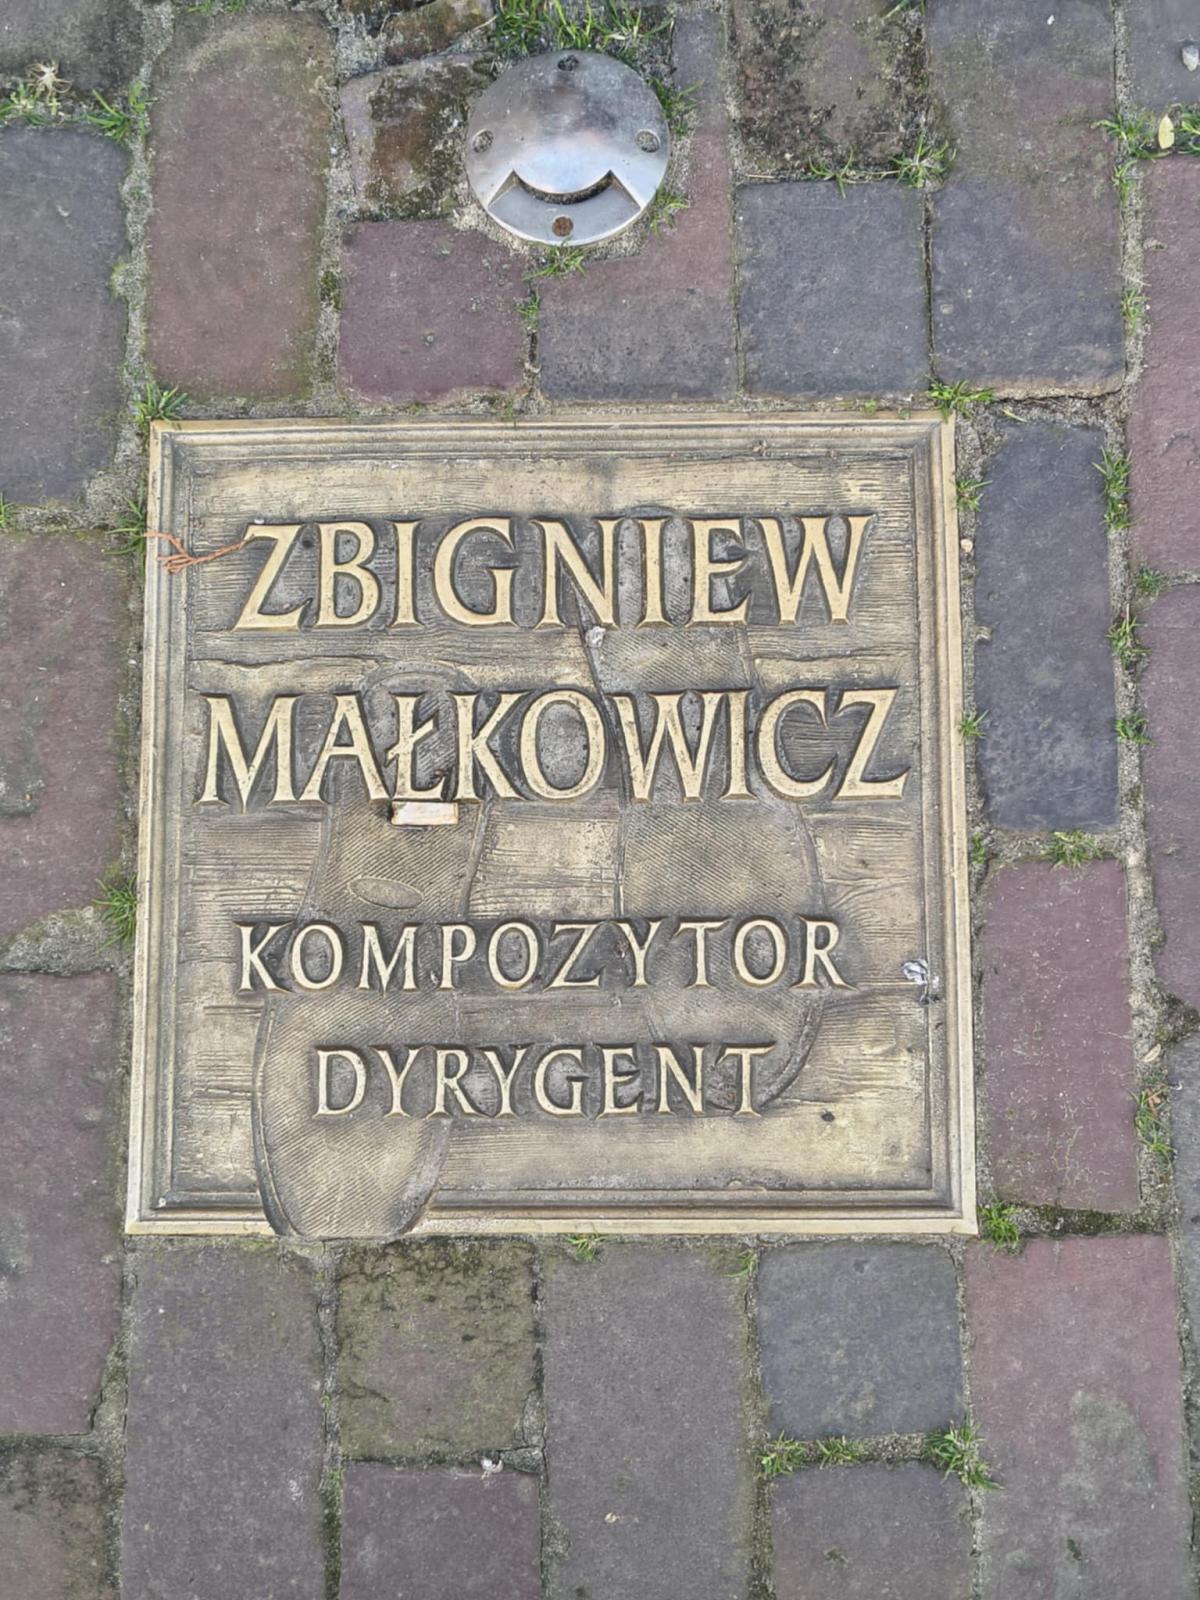 ZBIGNIEW
MAŁKOWICZ
KOMPOZYTOR
DYRYGENT